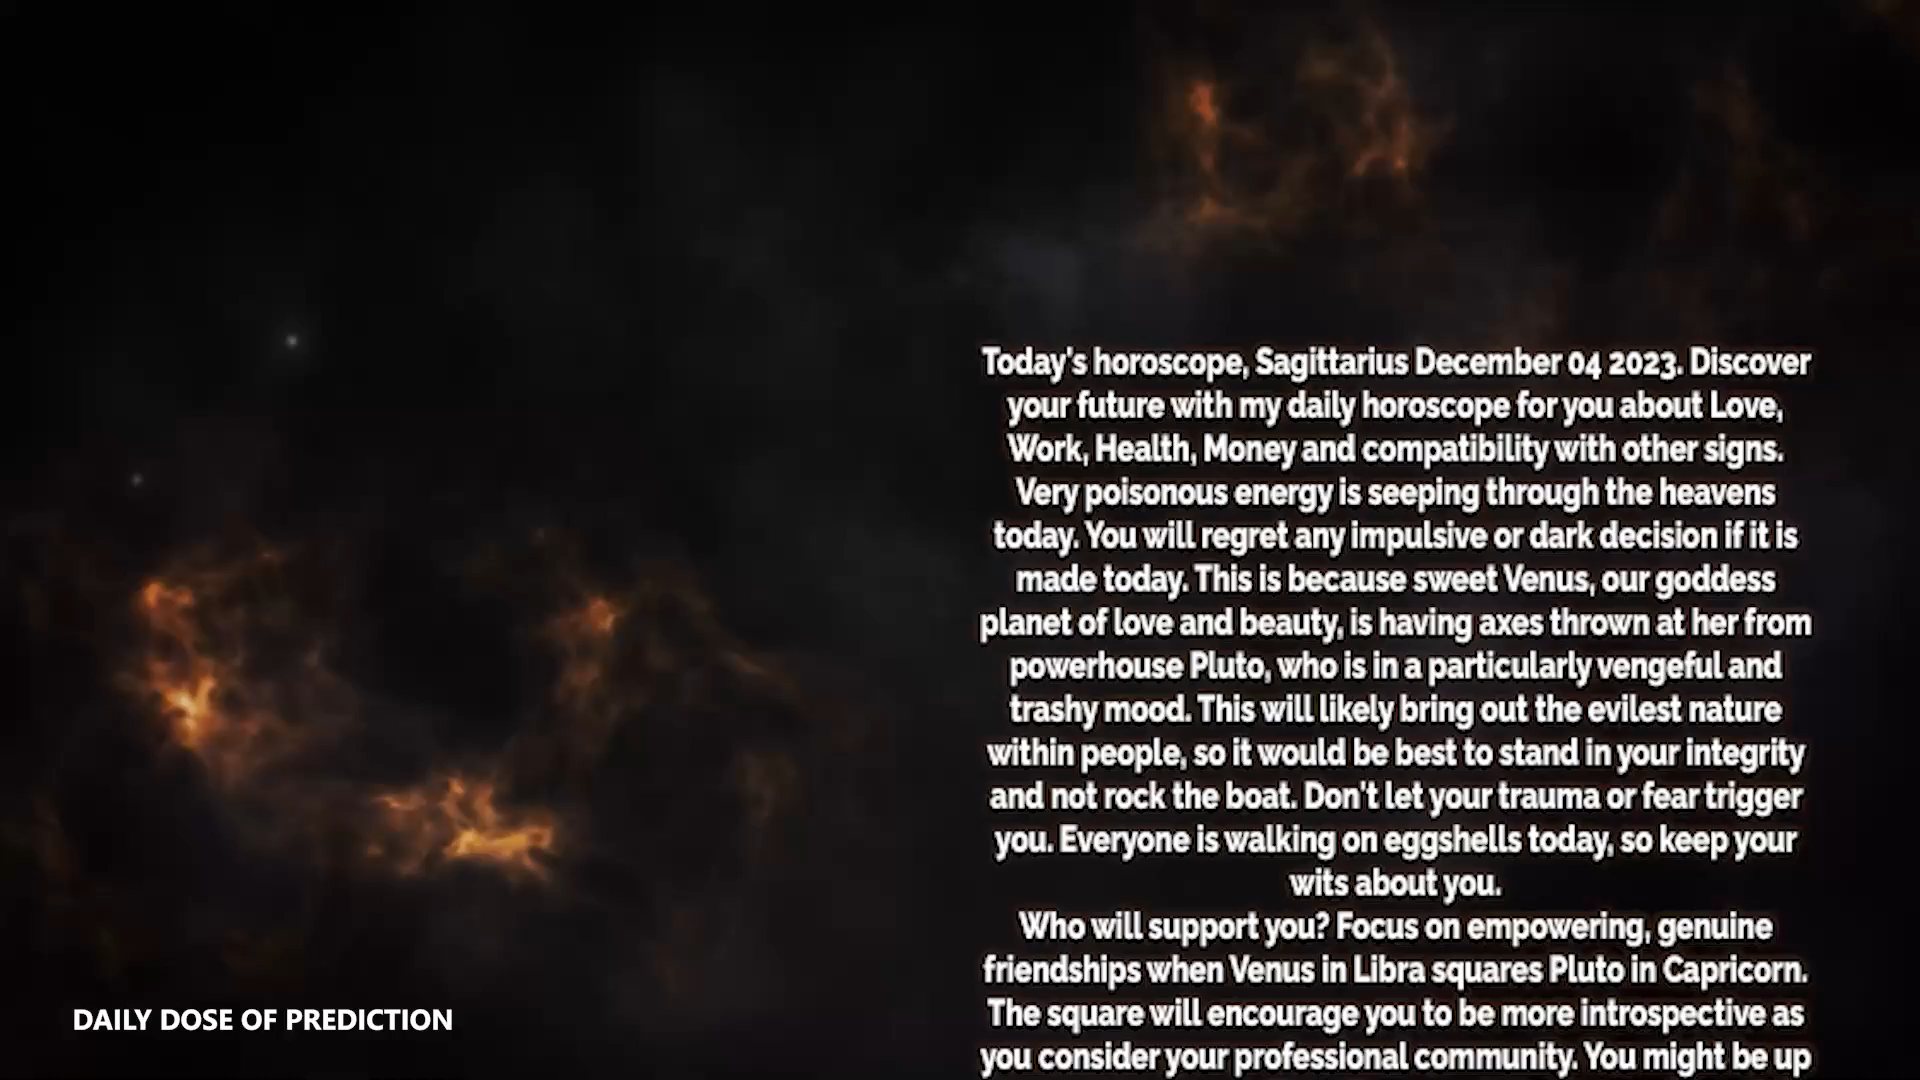 Today's horoscope, Sagittarius December 04 2023. Discover
your future with my daily horoscope for you about Love,
Work, Health, Money and compatibility with other signs.
Very poisonous energy is seeping through the heavens
today. You will regret any impulsive or dark decision if it is
made today. This is because sweet Venus, our goddess
planet of love and beauty, is having axes thrown at her from
powerhouse Pluto, who is in a particularly vengeful and
trashy mood. This will likely bring out the evilest nature
within people, so it would be best to stand in your integrity
and not rock the boat. Don't let your trauma or fear trigger
you. Everyone is walking on eggshells today, so keep your
wits about you.
Who will support you? Focus on empowering, genuine
friendships when Venus in Libra squares Pluto in Capricorn.
The square will encourage you to be more introspective as
you consider your professional community. You might be up
DAILY DOSE OF PREDICTION